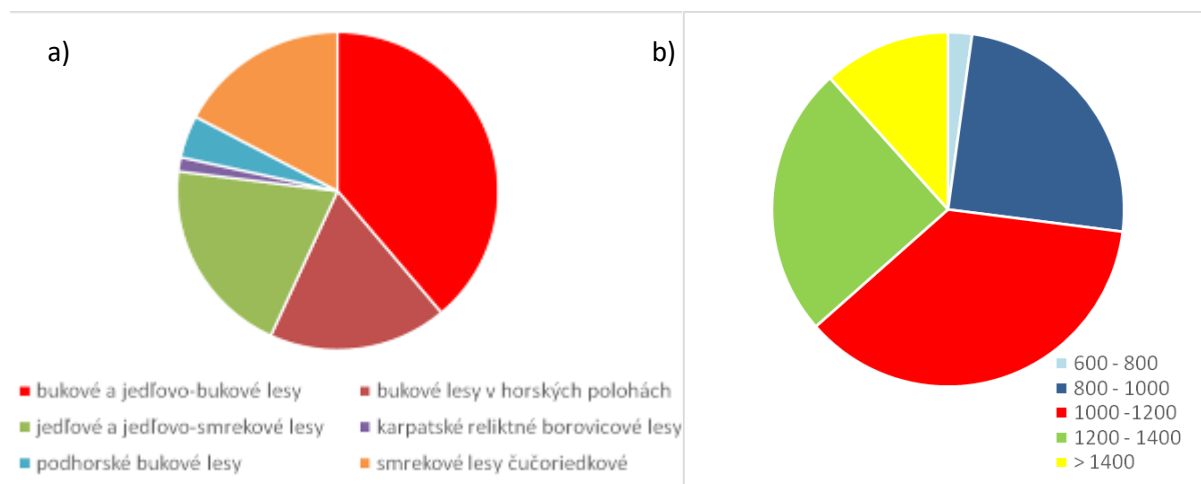 a)
b)
bukové a jedľovo-bukové lesy
bukové lesy v horských polohách
jedľové a jedľovo-smrekové lesy
karpatské reliktné borovicové lesy
podhorské bukové lesy
smrekové lesy čučoriedkové
600 - 800
800 - 1000
1000 -1200
1200 - 1400
> 1400